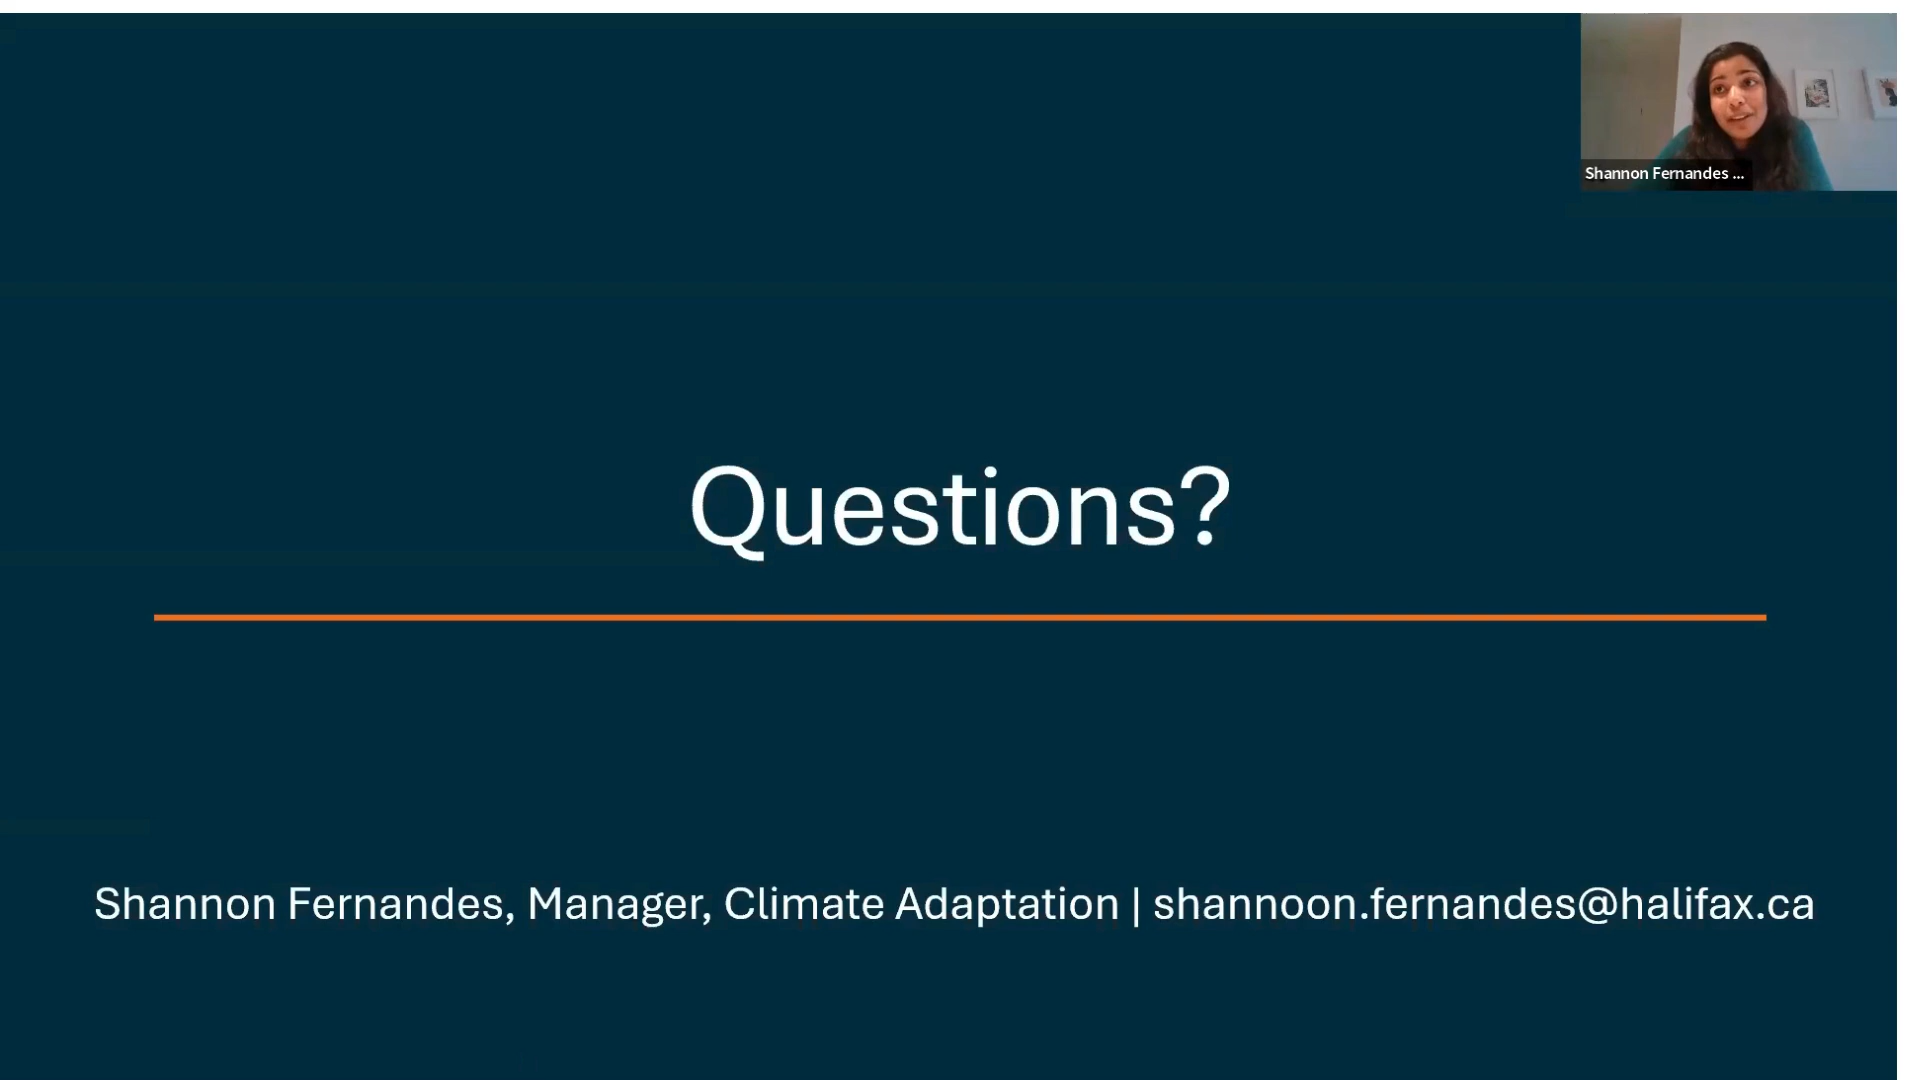 Shannon Fernandes ...
Questions?
Shannon Fernandes, Manager, Climate Adaptation | shannoon.fernandes@halifax.ca